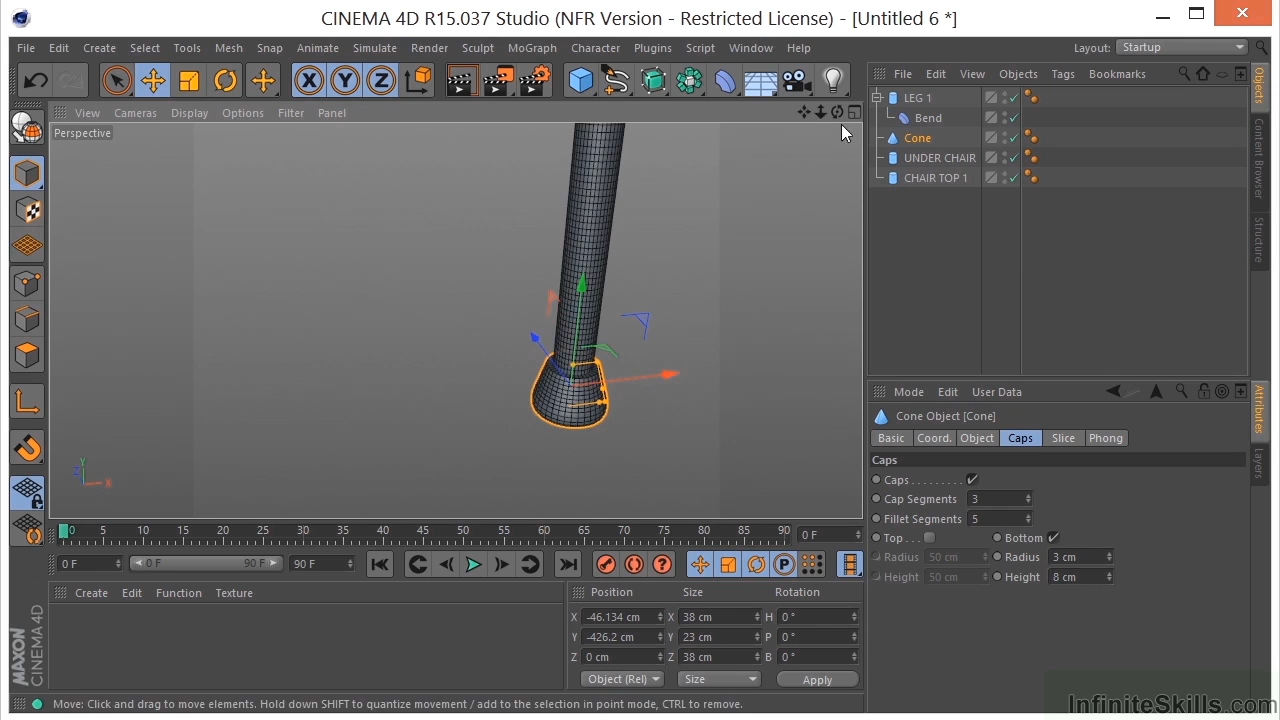 CINEMA 4D R15.037 Studio (NFR Version - Restricted License) - [Untitled 6 *]
File Edit Create Select Tools Mesh Snap Animate Simulate Render Sculpt MoGraph Character Plugins Script Window Help
Layout: Startup
X Y Z
File Edit View Objects Tags Bookmarks
View Cameras Display Options Filter Panel
Perspective
LEG 1
Bend
Cone
UNDER CHAIR
CHAIR TOP 1
Objects
Content Browser
Structure
Mode Edit User Data
Cone Object [Cone]
Basic Coord. Object Caps Slice Phong
Caps
Caps . . . . . . . . .
Cap Segments 3
Fillet Segments 5
Top . . . Bottom
Radius 50 cm Radius 3 cm
Height 50 cm Height 8 cm
Attributes
Layers
Y
Z
X
0 5 10 15 20 25 30 35 40 45 50 55 60 65 70 75 80 85 90 0 F
0 F 0 F 90 F 90 F
P
Create Edit Function Texture
Position Size Rotation
X -46.134 cm X 38 cm H 0 °
Y -426.2 cm Y 23 cm P 0 °
Z 0 cm Z 38 cm B 0 °
Object (Rel) Size Apply
MAXON
CINEMA 4D
Move: Click and drag to move elements. Hold down SHIFT to quantize movement / add to the selection in point mode, CTRL to remove.
InfiniteSkills.com